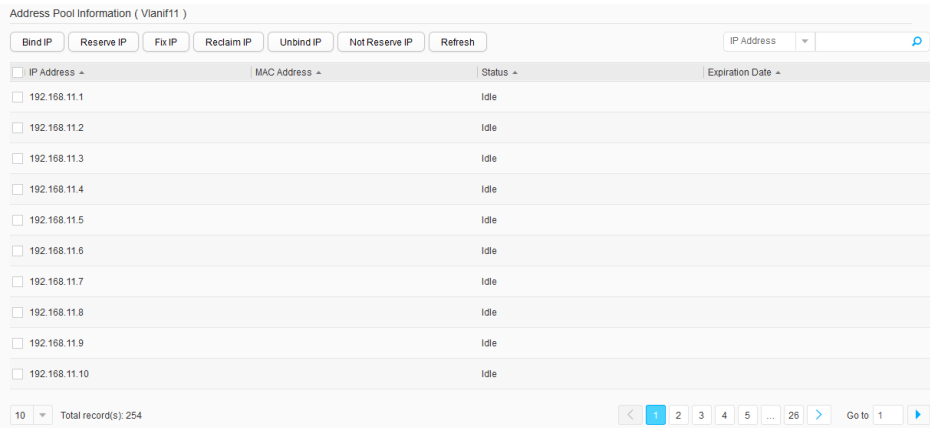 Address Pool Information ( Vlanif11 )
Bind IP Reserve IP Fix IP Reclaim IP Unbind IP Not Reserve IP Refresh IP Address
IP Address MAC Address Status Expiration Date
192.168.11.1 Idle
192.168.11.2 Idle
192.168.11.3 Idle
192.168.11.4 Idle
192.168.11.5 Idle
192.168.11.6 Idle
192.168.11.7 Idle
192.168.11.8 Idle
192.168.11.9 Idle
192.168.11.10 Idle
10 Total record(s): 254 < 1 2 3 4 5 ... 26 > Go to 1